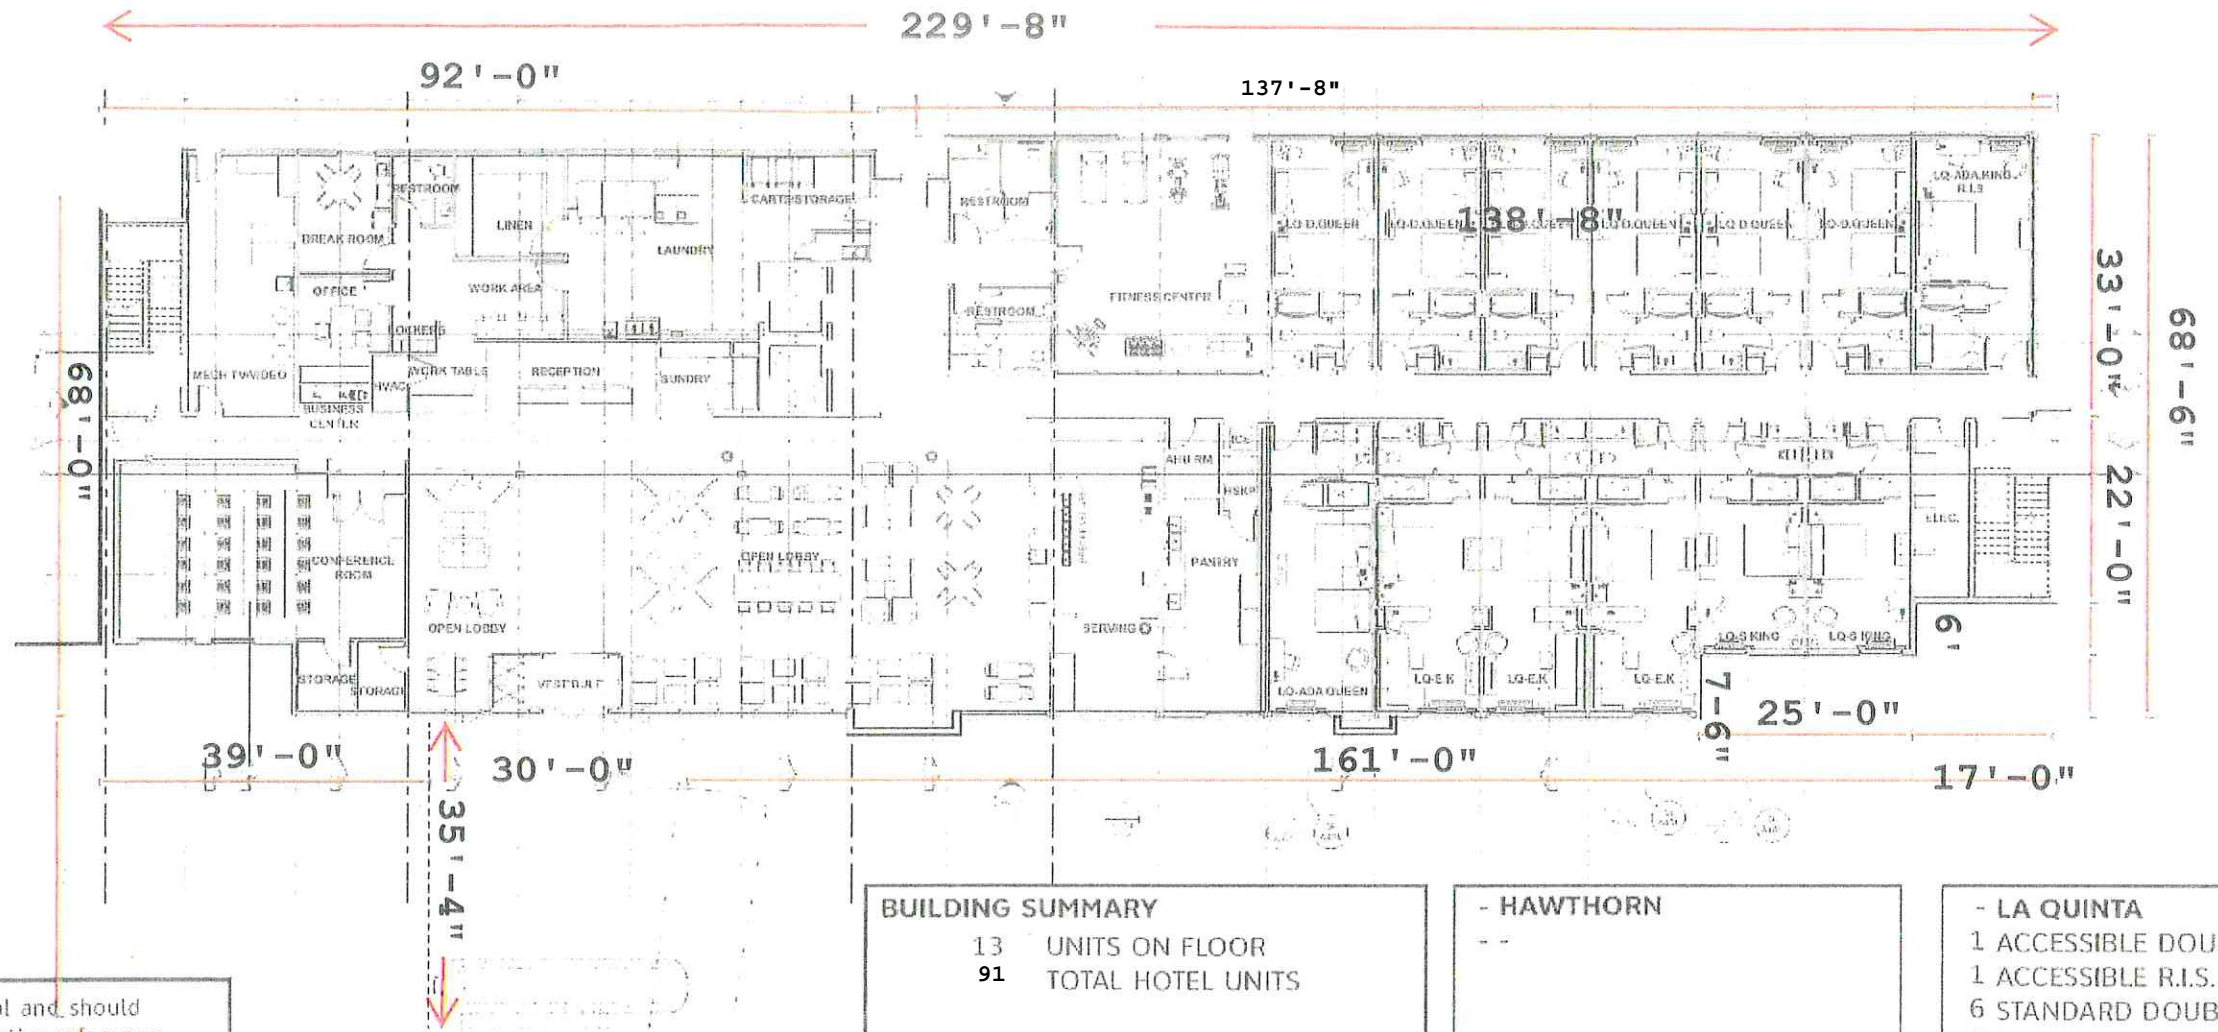 229'-8"
92'-0"
137'-8"
RESTROOM
CARTS STORAGE
RESTROOM
LQ-ADA.KING
R.I.S
LINEN
LQ-D.QUEEN
LQ-D.QUEEN
138'-8"
LQ-D.QUEEN
LQ-D.QUEEN
LQ-D.QUEEN
BREAK ROOM
LAUNDRY
33'-0"
OFFICE
WORK AREA
FITNESS CENTER
RESTROOM
LOCKERS
68'-6"
MECH TV/VIDEO
HVAC
WORK TABLE
RECEPTION
SUNDRY
68'-0"
BUSINESS
CENTER
AHU RM
HSKP
22'-0"
ELEC.
CONFERENCE
ROOM
OPEN LOBBY
PANTRY
OPEN LOBBY
SERVING
6'
LQ-S KING
LQ-S KING
STORAGE
STORAGE
VESTIBULE
LQ-ADA QUEEN
LQ-E.K
LQ-E.K
LQ-E.K
7-6"
25'-0"
39'-0"
30'-0"
161'-0"
17'-0"
35'-4"
BUILDING SUMMARY
13 UNITS ON FLOOR
91 TOTAL HOTEL UNITS
- HAWTHORN
- -
- LA QUINTA
1 ACCESSIBLE DOU
1 ACCESSIBLE R.I.S.
6 STANDARD DOUB
and should